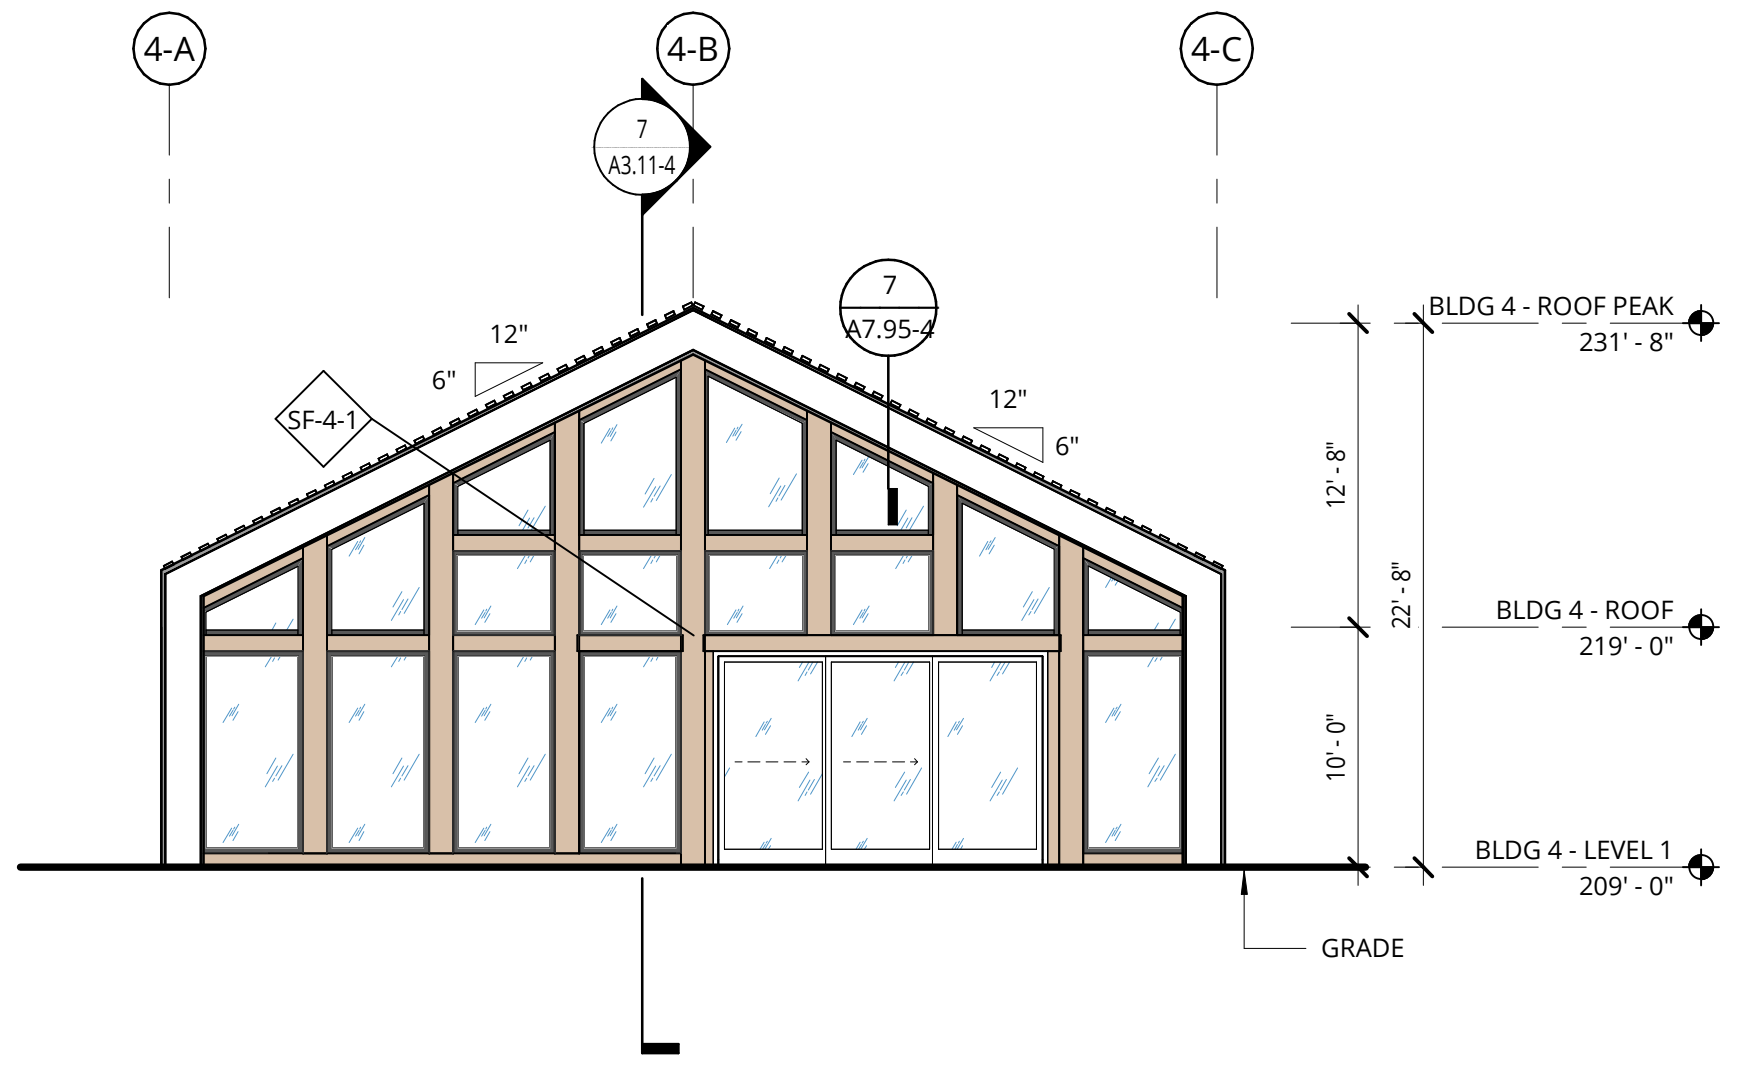 4-A
4-B
4-C
7
A3.11-4
7
A7.95-4
12"
6"
SF-4-1
12"
6"
BLDG 4 - ROOF PEAK
231' - 8"
12' - 8"
22' - 8"
BLDG 4 - ROOF
219' - 0"
10' - 0"
BLDG 4 - LEVEL 1
209' - 0"
GRADE